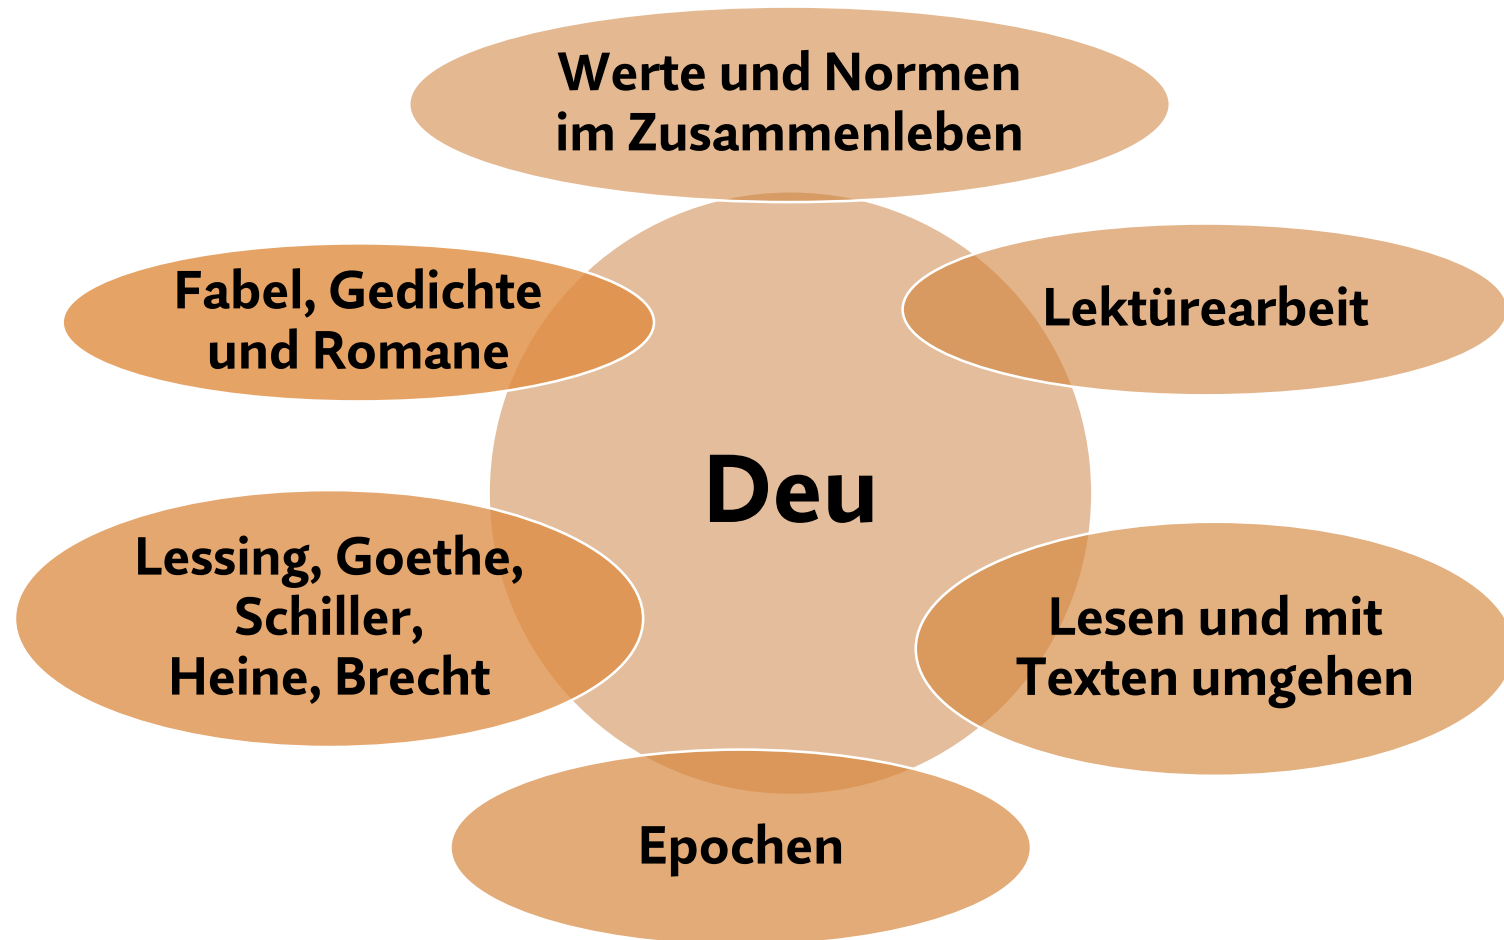 Werte und Normen
im Zusammenleben
Fabel, Gedichte
und Romane
Lektürearbeit
Deu
Lessing, Goethe,
Schiller,
Heine, Brecht
Lesen und mit
Texten umgehen
Epochen